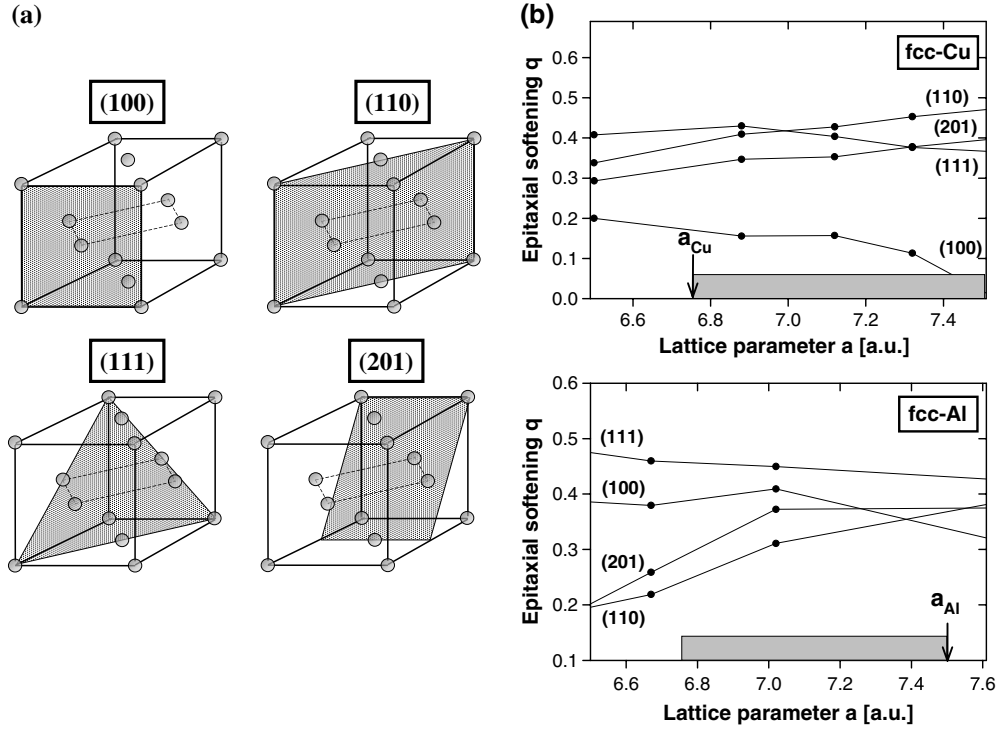 (a)
(100)
(110)
(111)
(201)
(b)
fcc-Cu
Epitaxial softening q
0.6
0.5
0.4
0.3
0.2
0.1
0.0
(110)
(201)
(111)
(100)
aCu
6.6 6.8 7.0 7.2 7.4
Lattice parameter a [a.u.]
fcc-Al
Epitaxial softening q
0.6
0.5
0.4
0.3
0.2
0.1
(111)
(100)
(201)
(110)
aAl
6.6 6.8 7.0 7.2 7.4 7.6
Lattice parameter a [a.u.]